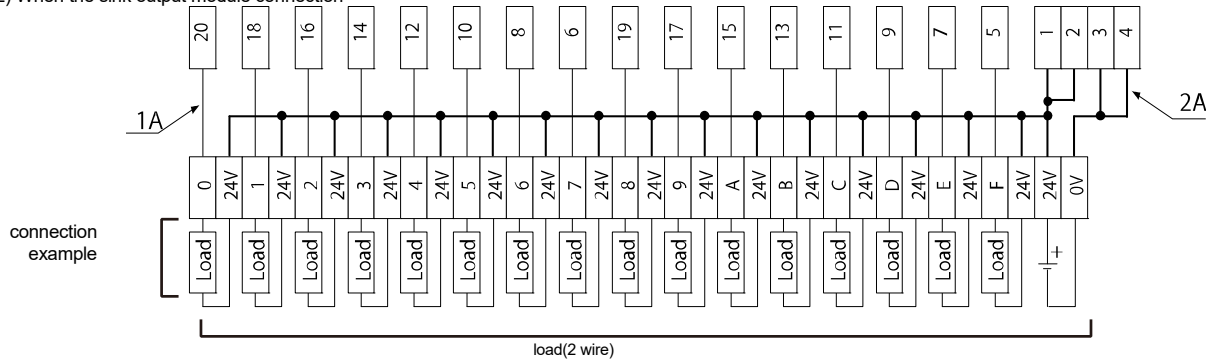 2) When the sink output module connection
20 18 16 14 12 10 8 6 19 17 15 13 11 9 7 5 1 2 3 4
1A
2A
0 24V 1 24V 2 24V 3 24V 4 24V 5 24V 6 24V 7 24V 8 24V 9 24V A 24V B 24V C 24V D 24V E 24V F 24V 24V 0V
connection
example
Load Load Load Load Load Load Load Load Load Load Load Load Load Load Load Load +
load(2 wire)